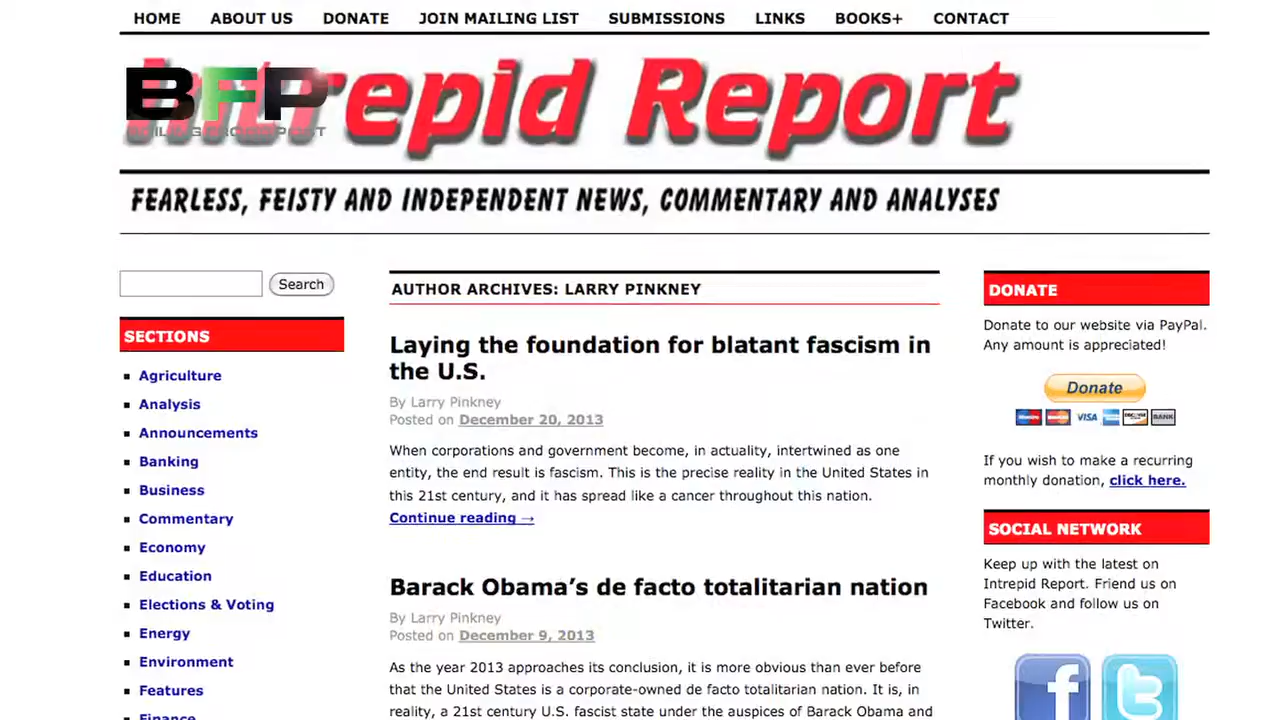 HOME ABOUT US DONATE JOIN MAILING LIST SUBMISSIONS LINKS BOOKS+ CONTACT
Intrepid Report
BFP
BOILING FROGS POST
FEARLESS, FEISTY AND INDEPENDENT NEWS, COMMENTARY AND ANALYSES
Search
SECTIONS
Agriculture
Analysis
Announcements
Banking
Business
Commentary
Economy
Education
Elections & Voting
Energy
Environment
Features
Finance
AUTHOR ARCHIVES: LARRY PINKNEY
Laying the foundation for blatant fascism in
the U.S.
By Larry Pinkney
Posted on December 20, 2013
When corporations and government become, in actuality, intertwined as one
entity, the end result is fascism. This is the precise reality in the United States in
this 21st century, and it has spread like a cancer throughout this nation.
Continue reading →
Barack Obama’s de facto totalitarian nation
By Larry Pinkney
Posted on December 9, 2013
As the year 2013 approaches its conclusion, it is more obvious than ever before
that the United States is a corporate-owned de facto totalitarian nation. It is, in
reality, a 21st century U.S. fascist state under the auspices of Barack Obama and
DONATE
Donate to our website via PayPal.
Any amount is appreciated!
Donate
VISA
BANK
If you wish to make a recurring
monthly donation, click here.
SOCIAL NETWORK
Keep up with the latest on
Intrepid Report. Friend us on
Facebook and follow us on
Twitter.
f
t